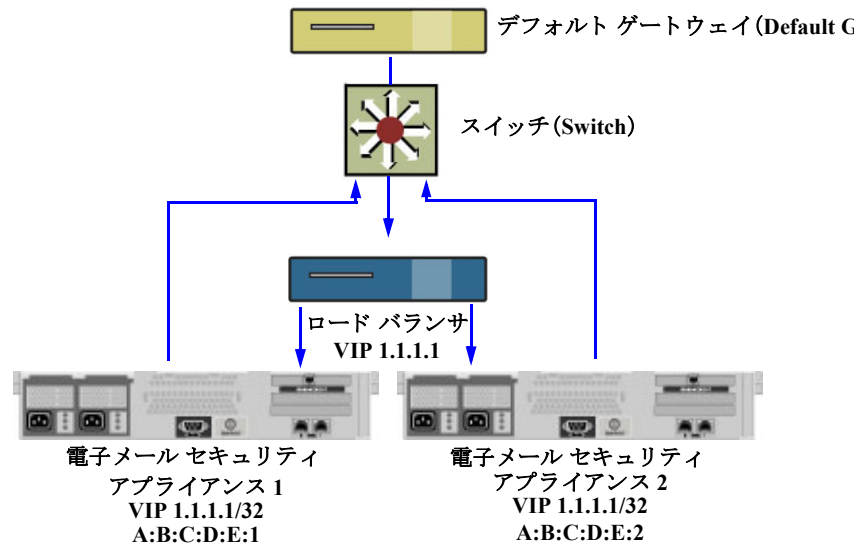 デフォルト ゲートウェイ(Default G
スイッチ(Switch)
ロード バランサ
VIP 1.1.1.1
電子メール セキュリティ
アプライアンス 1
VIP 1.1.1.1/32
A:B:C:D:E:1
電子メール セキュリティ
アプライアンス 2
VIP 1.1.1.1/32
A:B:C:D:E:2